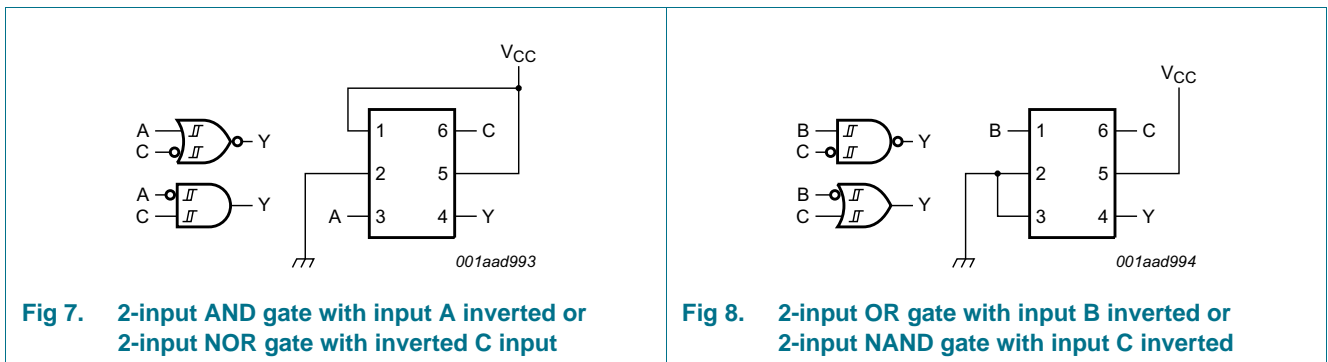 VCC
A
C
Y
A
C
Y
1
6
C
2
5
A
3
4
Y
001aad993
Fig 7. 2-input AND gate with input A inverted or
2-input NOR gate with inverted C input
VCC
B
C
Y
B
C
Y
B
1
6
C
2
5
3
4
Y
001aad994
Fig 8. 2-input OR gate with input B inverted or
2-input NAND gate with input C inverted